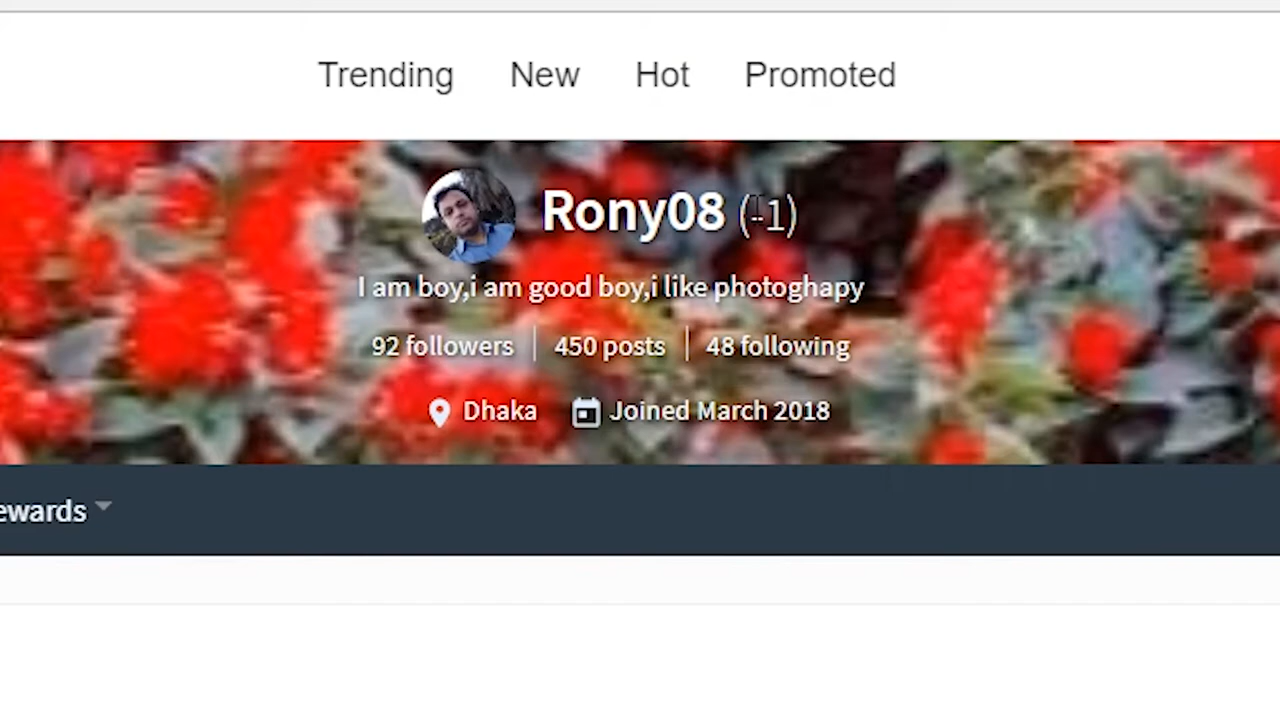 Trending New Hot Promoted
Rony08 (-1)
I am boy,i am good boy,i like photoghapy
92 followers 450 posts 48 following
Dhaka Joined March 2018
ewards